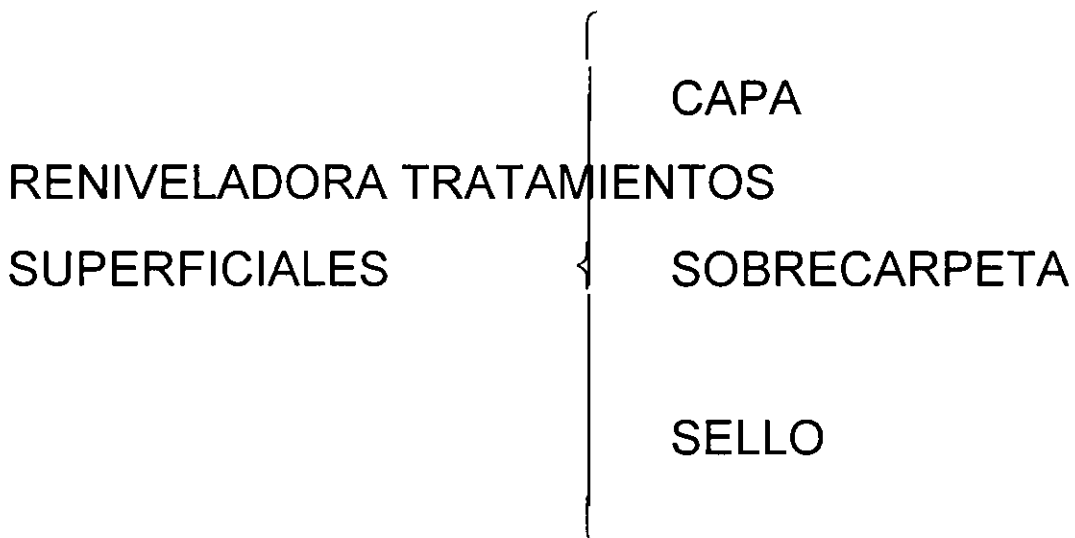 CAPA
RENIVELADORA TRATAMIENTOS
SUPERFICIALES SOBRECARPETA
SELLO